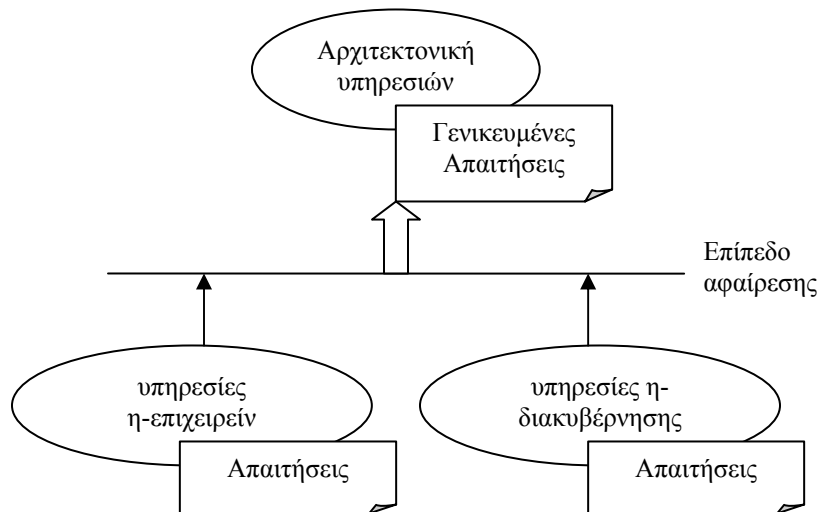 Αρχιτεκτονική
υπηρεσιών
Γενικευμένες
Απαιτήσεις
Επίπεδο
αφαίρεσης
υπηρεσίες
η-επιχειρείν
Απαιτήσεις
υπηρεσίες η-
διακυβέρνησης
Απαιτήσεις